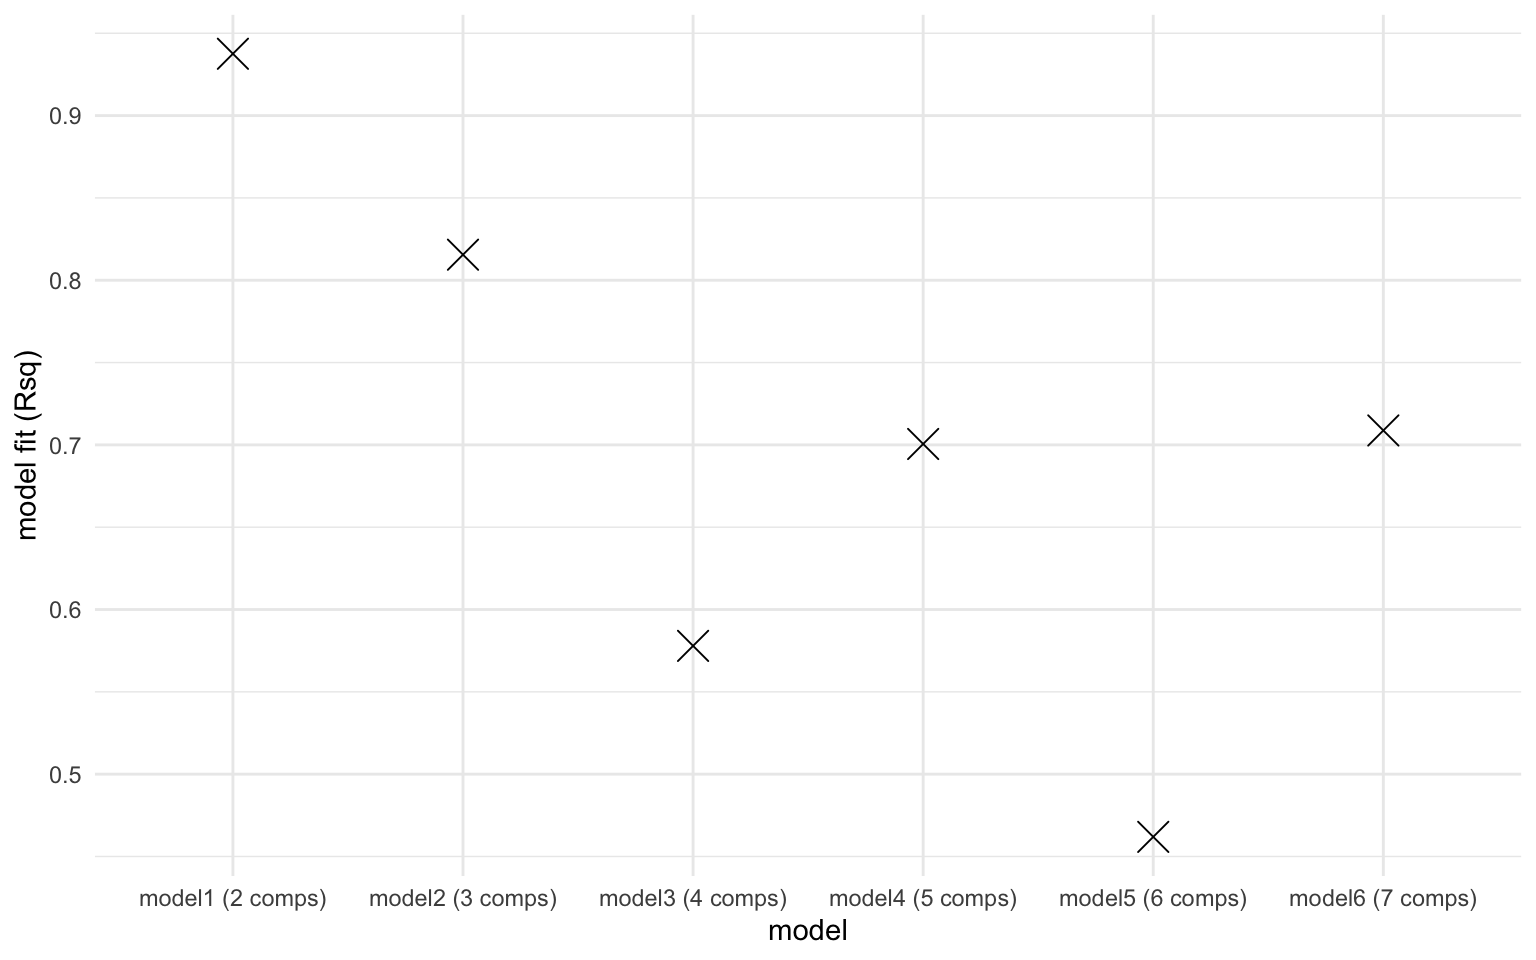 model fit (Rsq)
0.9
0.8
0.7
0.6
0.5
model1 (2 comps) model2 (3 comps) model3 (4 comps) model4 (5 comps) model5 (6 comps) model6 (7 comps)
model